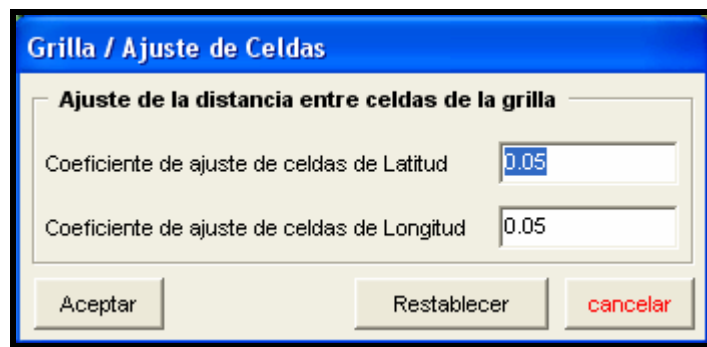 Grilla / Ajuste de Celdas
Ajuste de la distancia entre celdas de la grilla
Coeficiente de ajuste de celdas de Latitud 0.05
Coeficiente de ajuste de celdas de Longitud 0.05
Aceptar Restablecer cancelar